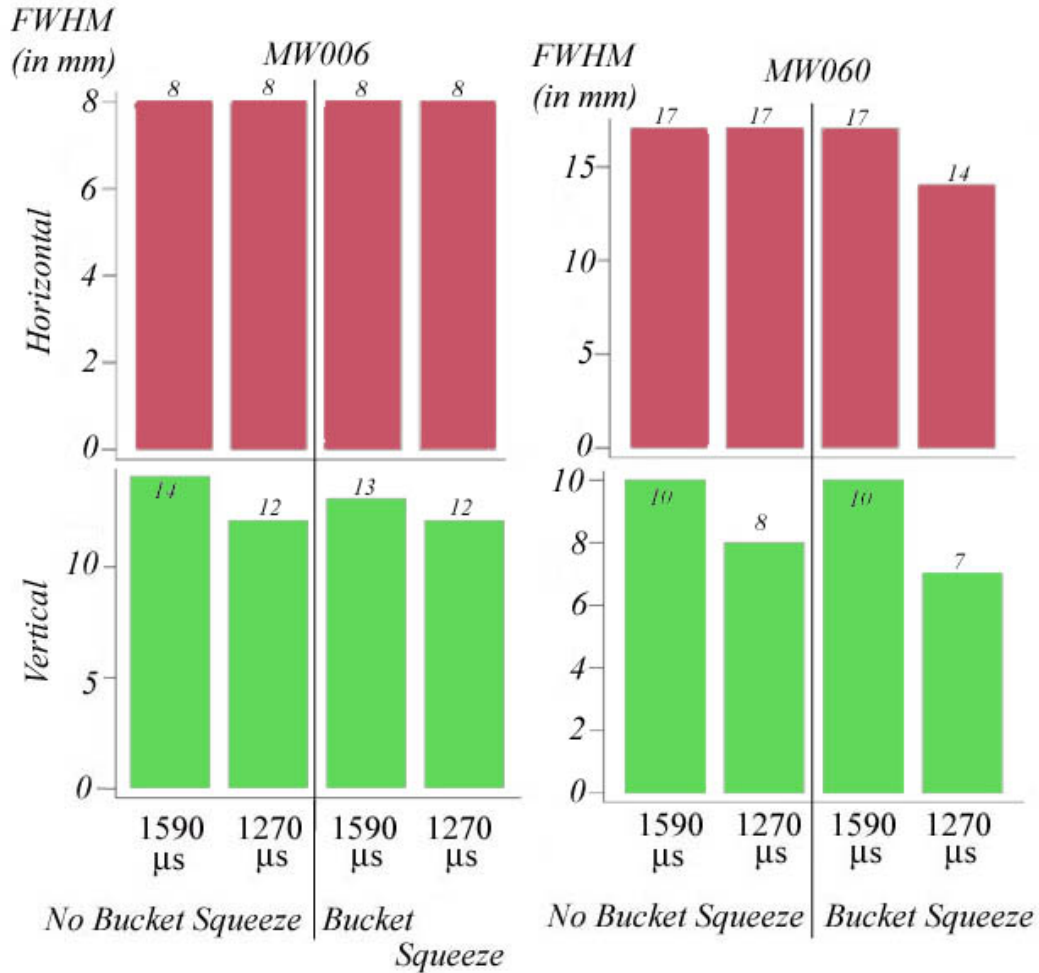 FWHM
(in mm)
MW006
8 8 8 8
8
6
4
2
0
Horizontal
14 12 13 12
10
5
0
Vertical
1590 1270 1590 1270
μs μs μs μs
No Bucket Squeeze Bucket
Squeeze
FWHM
(in mm)
MW060
17 17 17 14
15
10
5
0
10 8 10 7
10
8
6
4
2
0
1590 1270 1590 1270
μs μs μs μs
No Bucket Squeeze Bucket Squeeze